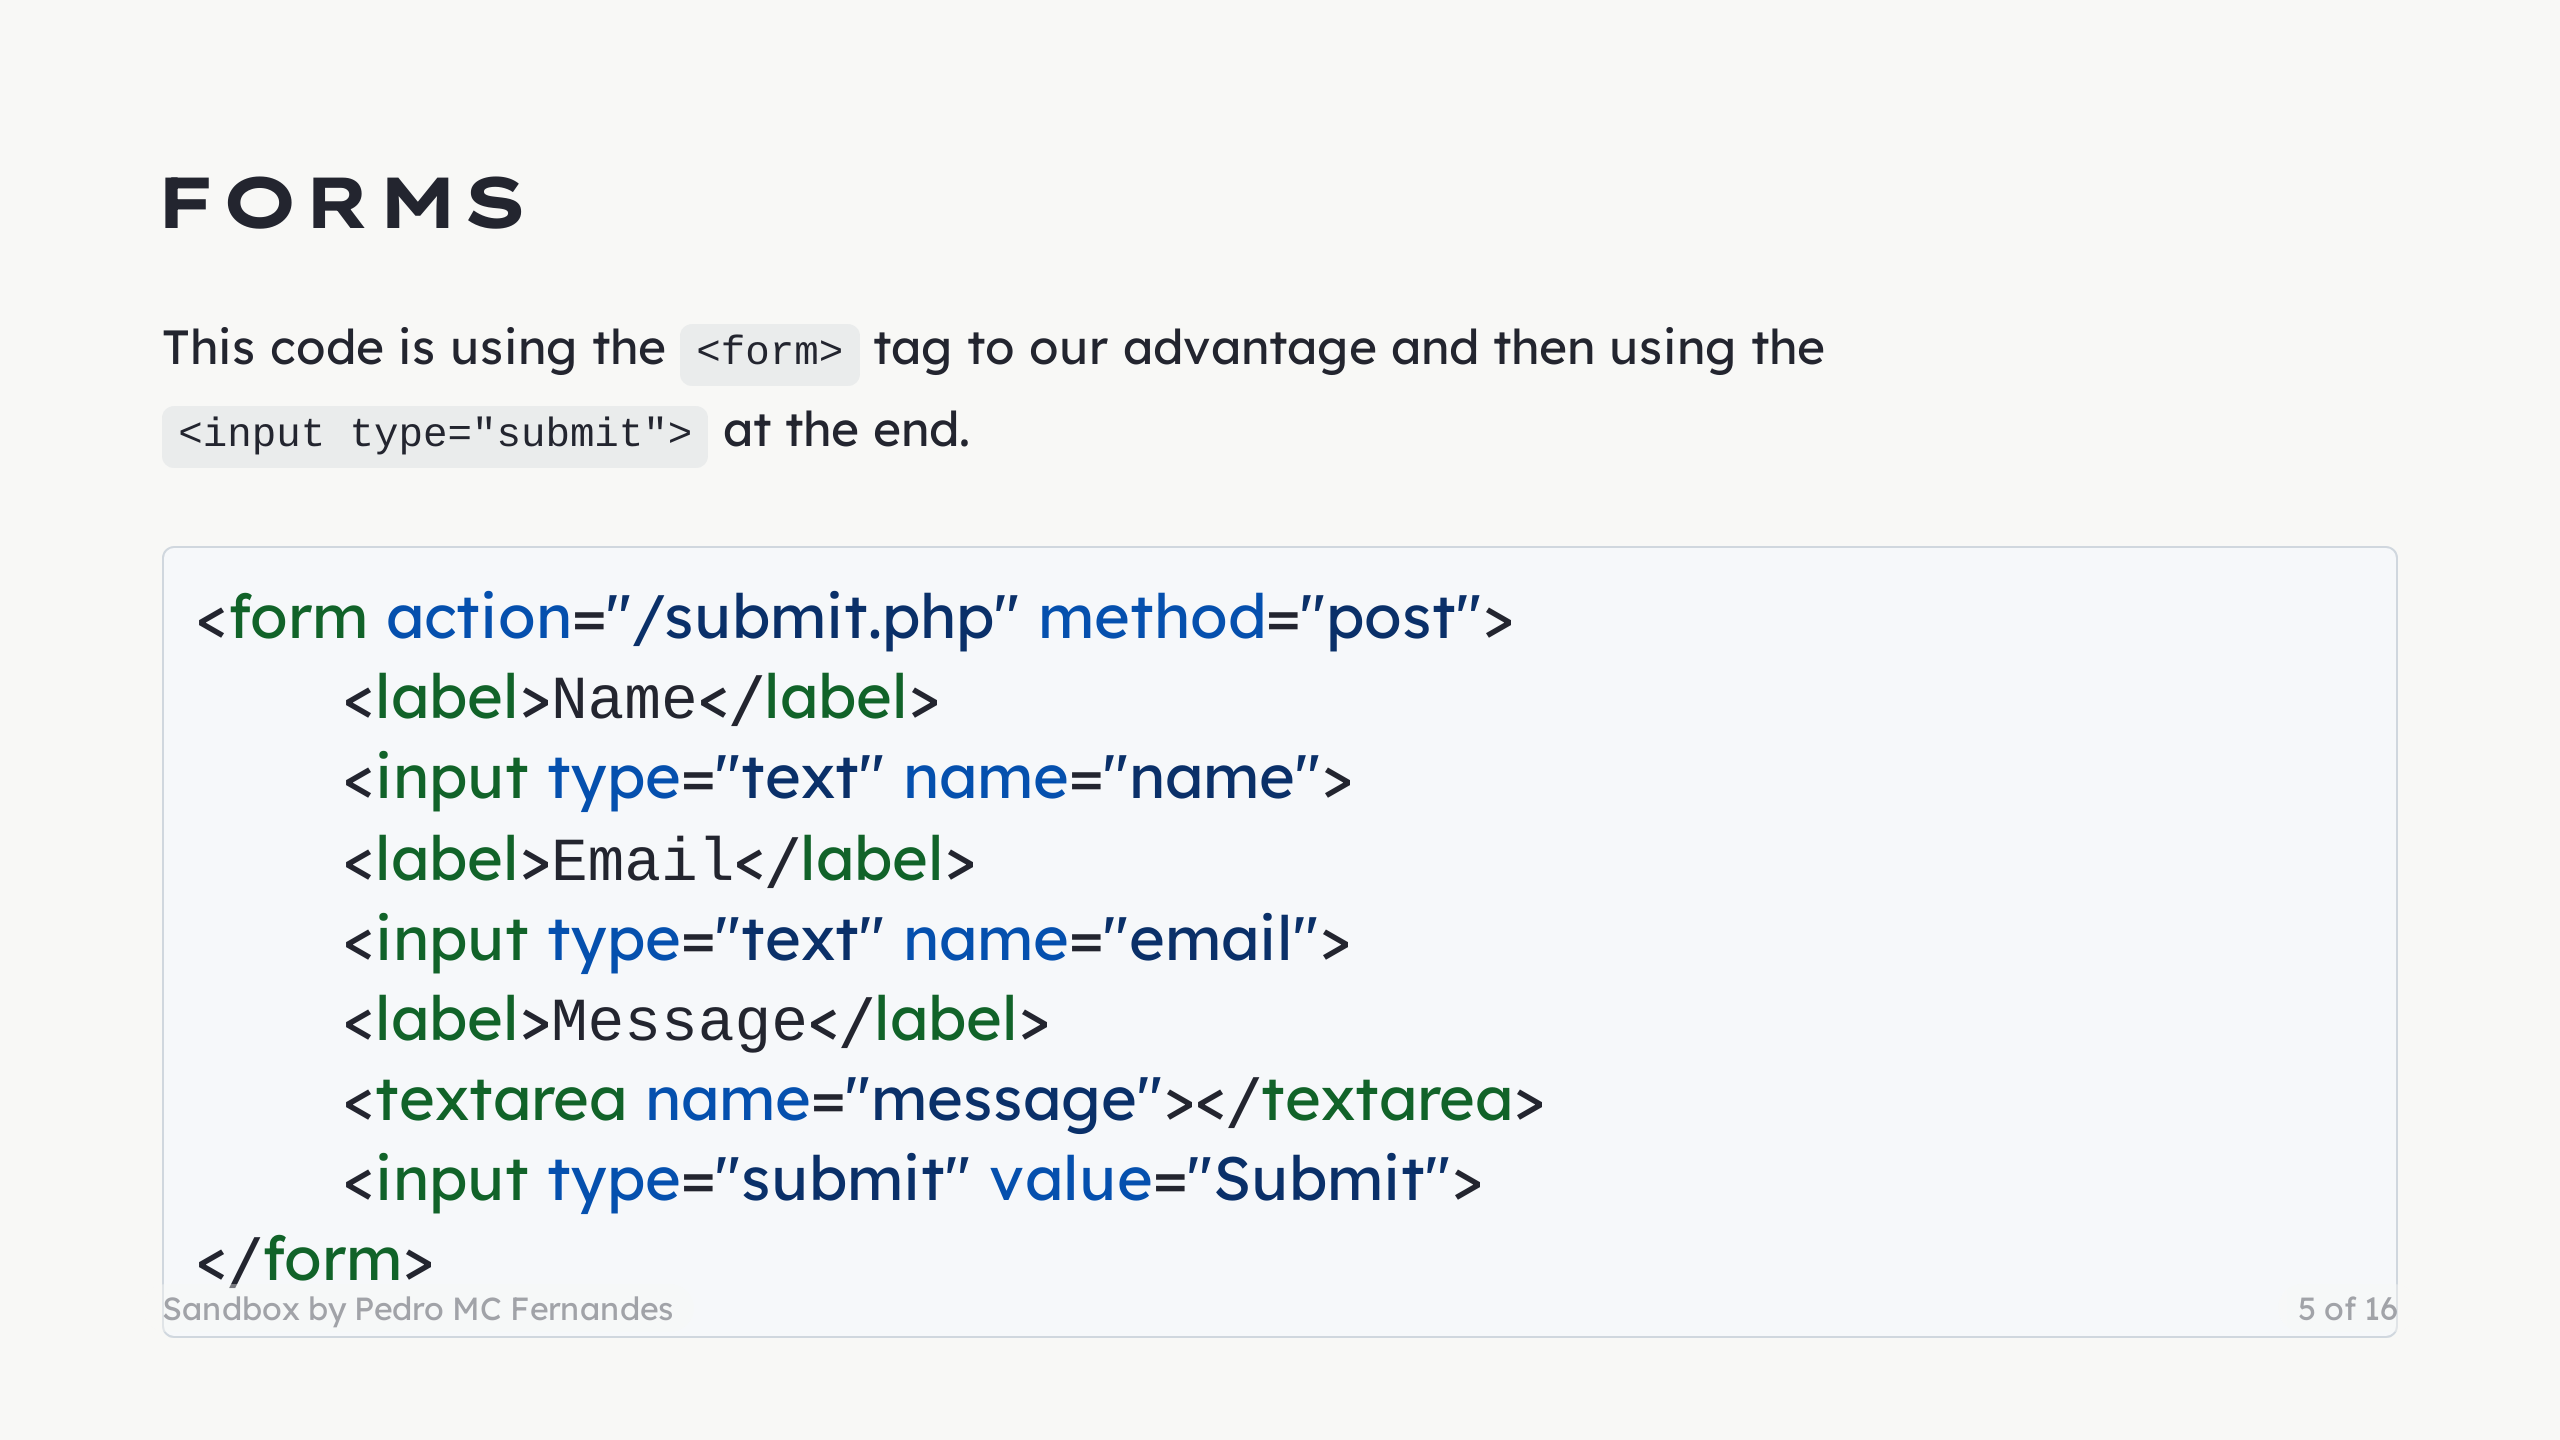 FORMS
This code is using the <form> tag to our advantage and then using the
<input type="submit"> at the end.
<form action="/submit.php" method="post">
<label>Name</label>
<input type="text" name="name">
<label>Email</label>
<input type="text" name="email">
<label>Message</label>
<textarea name="message"></textarea>
<input type="submit" value="Submit">
</form>
Sandbox by Pedro MC Fernandes
5 of 16